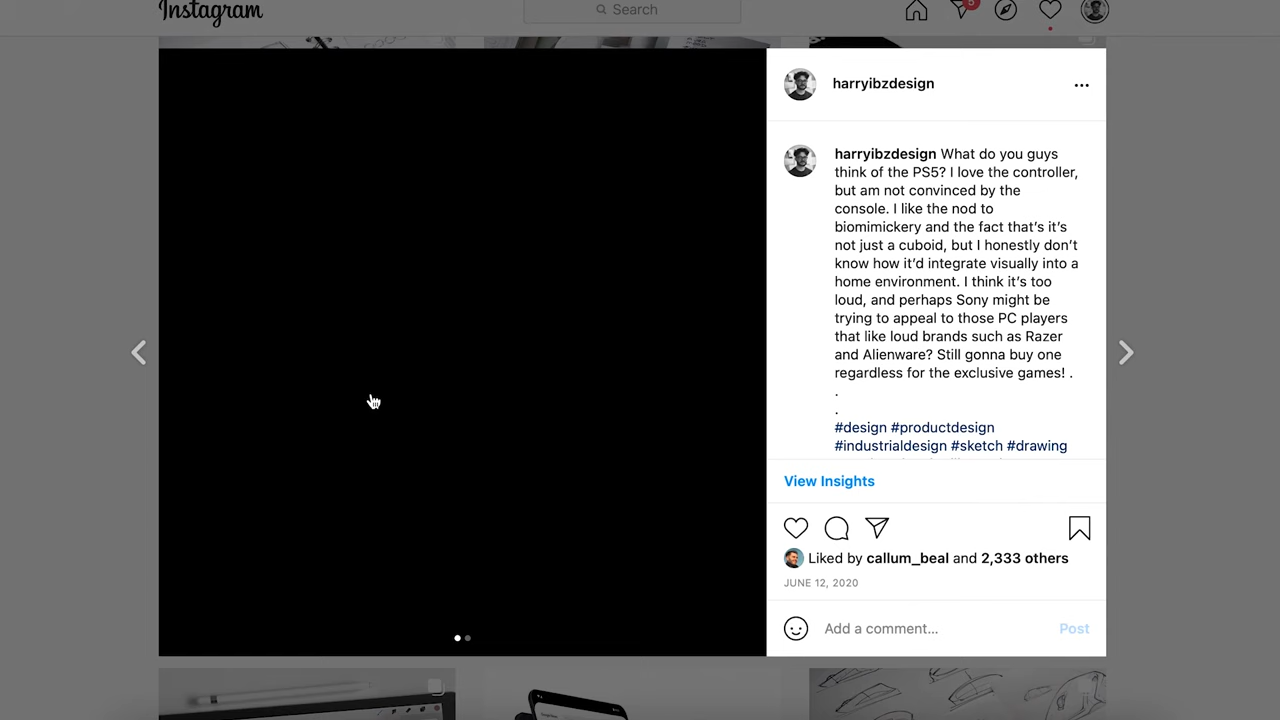 Instagram
Search
5
harryibzdesign
...
harryibzdesign What do you guys
think of the PS5? I love the controller,
but am not convinced by the
console. I like the nod to
biomimickery and the fact that's it's
not just a cuboid, but I honestly don't
know how it'd integrate visually into a
home environment. I think it's too
loud, and perhaps Sony might be
trying to appeal to those PC players
that like loud brands such as Razer
and Alienware? Still gonna buy one
regardless for the exclusive games! .
.
.
#design #productdesign
#industrialdesign #sketch #drawing
View Insights
Liked by callum_beal and 2,333 others
JUNE 12, 2020
Add a comment...
Post